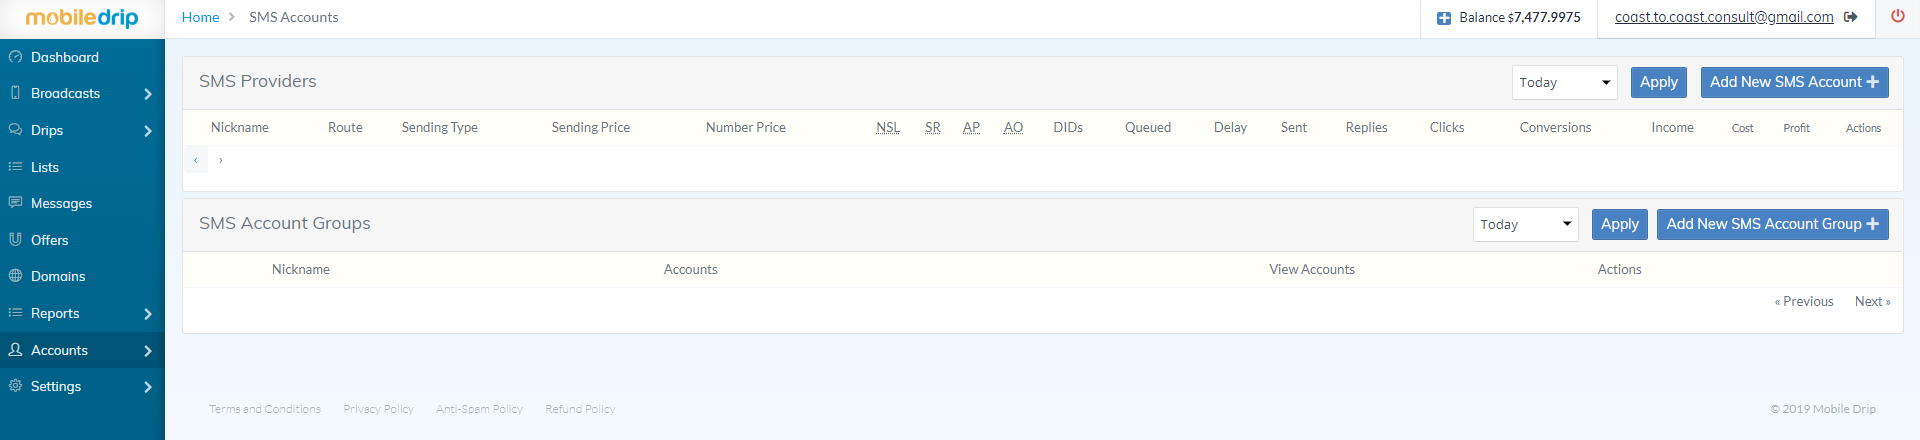 mobiledrip
Home > SMS Accounts
Balance $7,477.9975
coast.to.coast.consult@gmail.com
Dashboard
Broadcasts
Drips
Lists
Messages
Offers
Domains
Reports
Accounts
Settings
SMS Providers
Today
Apply
Add New SMS Account +
Nickname Route Sending Type Sending Price Number Price NSL SR AP AO DIDs Queued Delay Sent Replies Clicks Conversions Income Cost Profit Actions
‹ ›
SMS Account Groups
Today
Apply
Add New SMS Account Group +
Nickname Accounts View Accounts Actions
« Previous Next »
Terms and Conditions Privacy Policy Anti-Spam Policy Refund Policy
© 2019 Mobile Drip